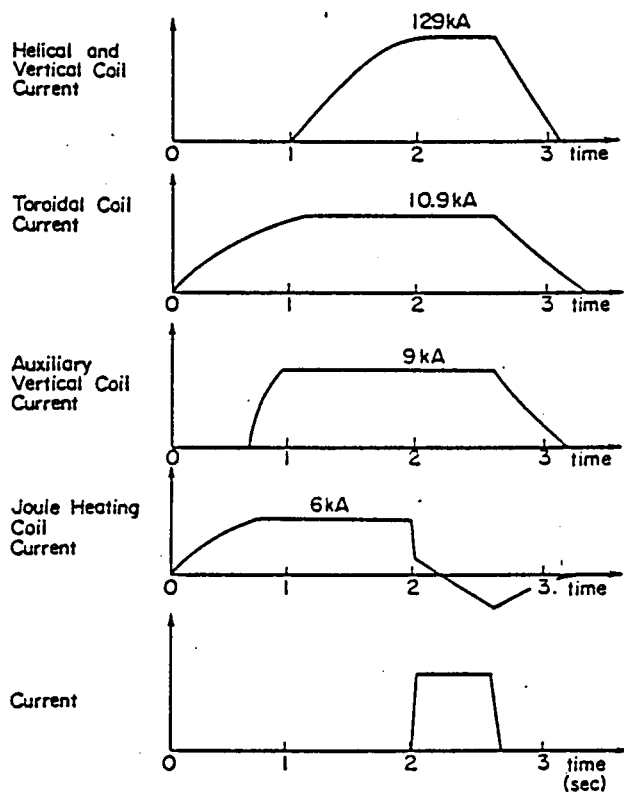 129kA
Helical and
Vertical Coil
Current
0 1 2 3 time
Toroidal Coil
Current
10.9kA
0 1 2 3 time
Auxiliary
Vertical Coil
Current
9kA
0 1 2 3 time
Joule Heating
Coil
Current
6kA
0 1 2 3. time
Current
0 1 2 3 time
(sec)